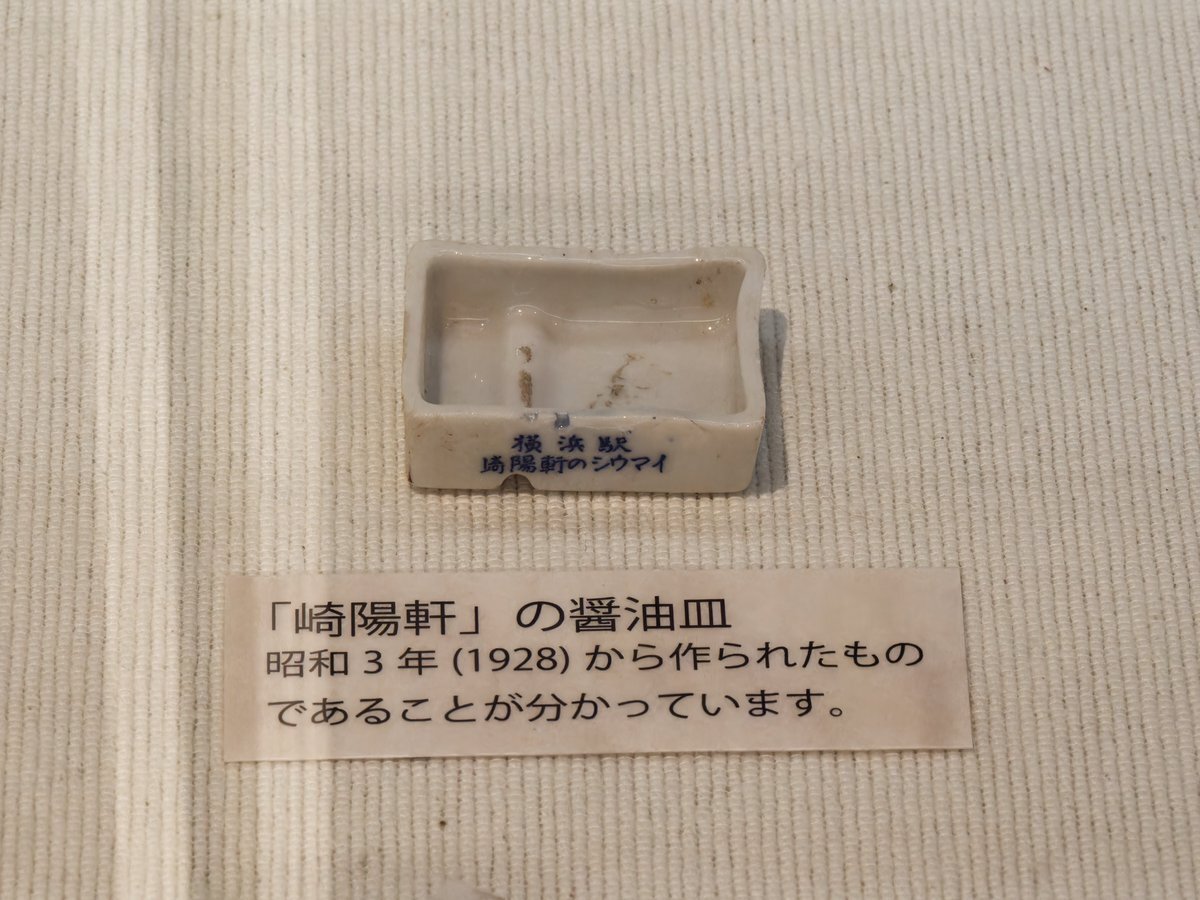 横浜駅
崎陽軒のシウマイ
「崎陽軒」の醤油皿
昭和3年(1928)から作られたもの
であることが分かっています。